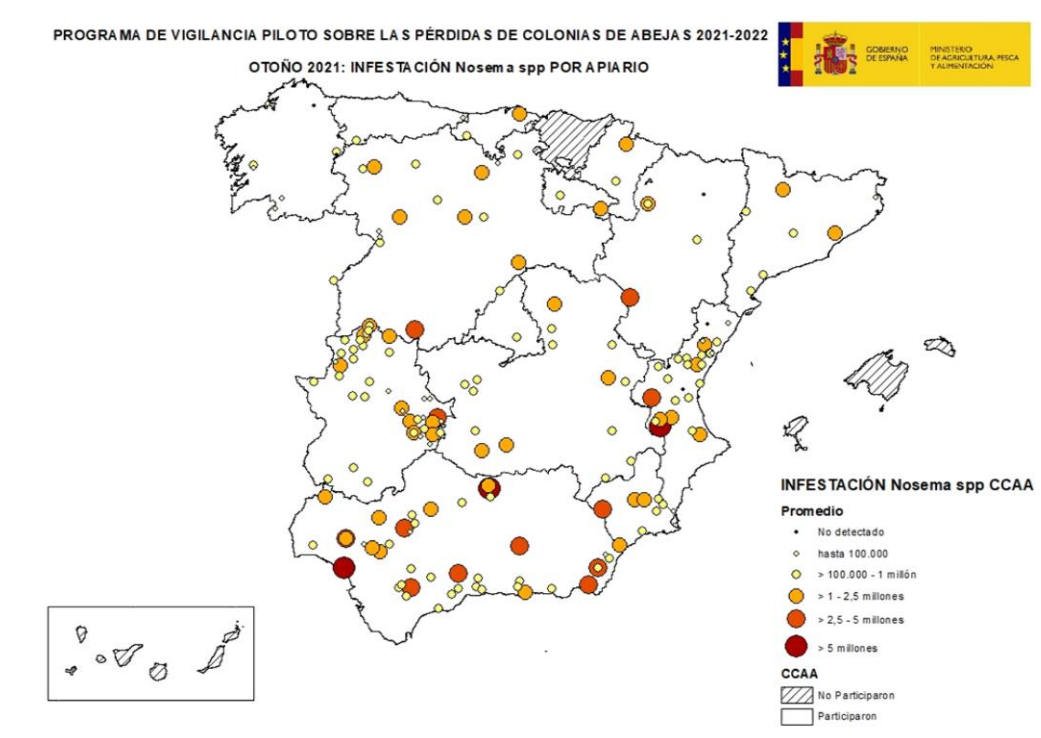 PROGRAMA DE VIGILANCIA PILOTO SOBRE LAS PÉRDIDAS DE COLONIAS DE ABEJAS 2021-2022
OTOÑO 2021: INFESTACIÓN Nosema spp POR APIARIO
GOBIERNO
DE ESPAÑA
MINISTERIO
DE AGRICULTURA, PESCA
Y ALIMENTACIÓN
INFESTACIÓN Nosema spp CCAA
Promedio
No detectado
hasta 100.000
> 100.000 - 1 millón
> 1 - 2,5 millones
> 2,5 - 5 millones
> 5 millones
CCAA
No Participaron
Participaron